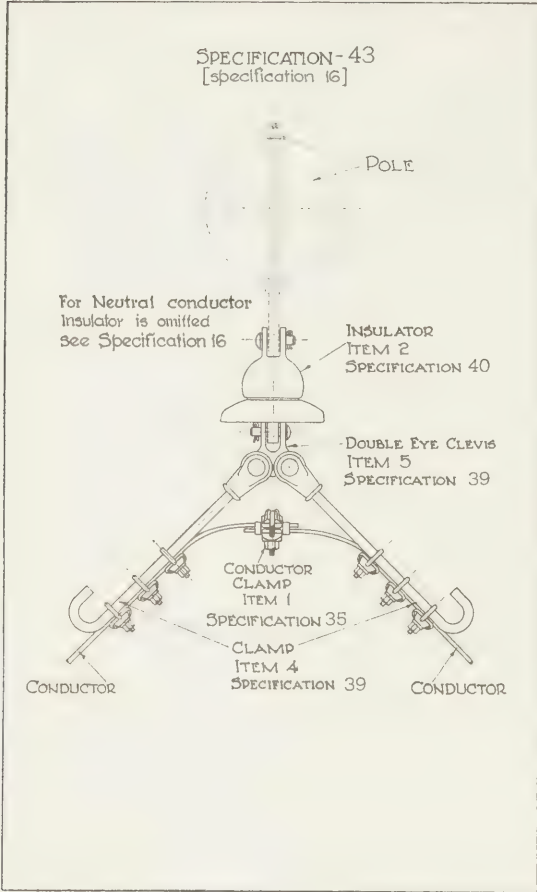 SPECIFICATION-43
[specification 16]
POLE
For Neutral conductor
Insulator is omitted
see Specification 16
INSULATOR
ITEM 2
SPECIFICATION 40
DOUBLE EYE CLEVIS
ITEM 5
SPECIFICATION 39
CONDUCTOR
CLAMP
ITEM 1
SPECIFICATION 35
CLAMP
ITEM 4
SPECIFICATION 39
CONDUCTOR
CONDUCTOR